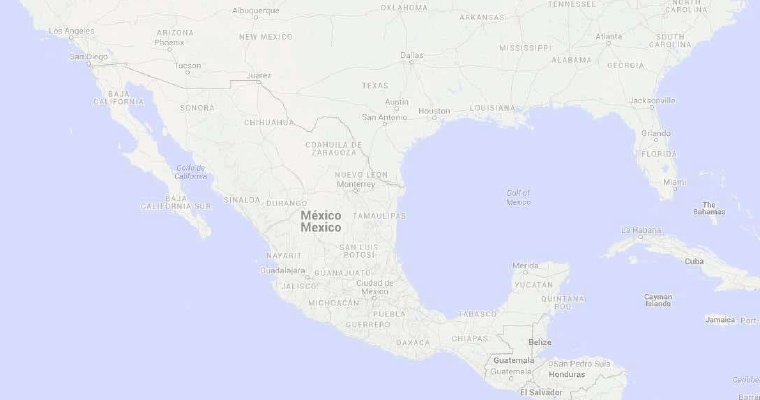 OKLAHOMA
TENNESSEE
NORTH
CAROLINA
Albuquerque
ARKANSAS
Los Angeles
ARIZONA
Phoenix
NEW MEXICO
Atlanta
SOUTH
CAROLINA
San Diego
Dallas
MISSISSIPPI
ALABAMA
GEORGIA
Tucson
Juarez
TEXAS
BAJA
CALIFORNIA
SONORA
Austin
Houston
LOUISIANA
Jacksonville
San Antonio
CHIHUAHUA
Orlando
COAHUILA DE
ZARAGOZA
FLORIDA
Golfo de
California
NUEVO LEON
Monterrey
Miami
Gulf of
Mexico
BAJA
CALIFORNIA SUR
SINALOA
DURANGO
The
Bahamas
México
Mexico
TAMAULIPAS
La Habana
SAN LUIS
POTOSI
NAYARIT
Cuba
Guadalajara
GUANAJUATO
Merida
JALISCO
Ciudad de
México
YUCATAN
QUINTANA
ROO
Cayman
Islands
MICHOACAN
PUEBLA
TABASCO
GUERRERO
Jamaica
Port-
OAXACA
CHIAPAS
Belize
Guatemala
San Pedro Sula
Guatemala
Honduras
El Salvador